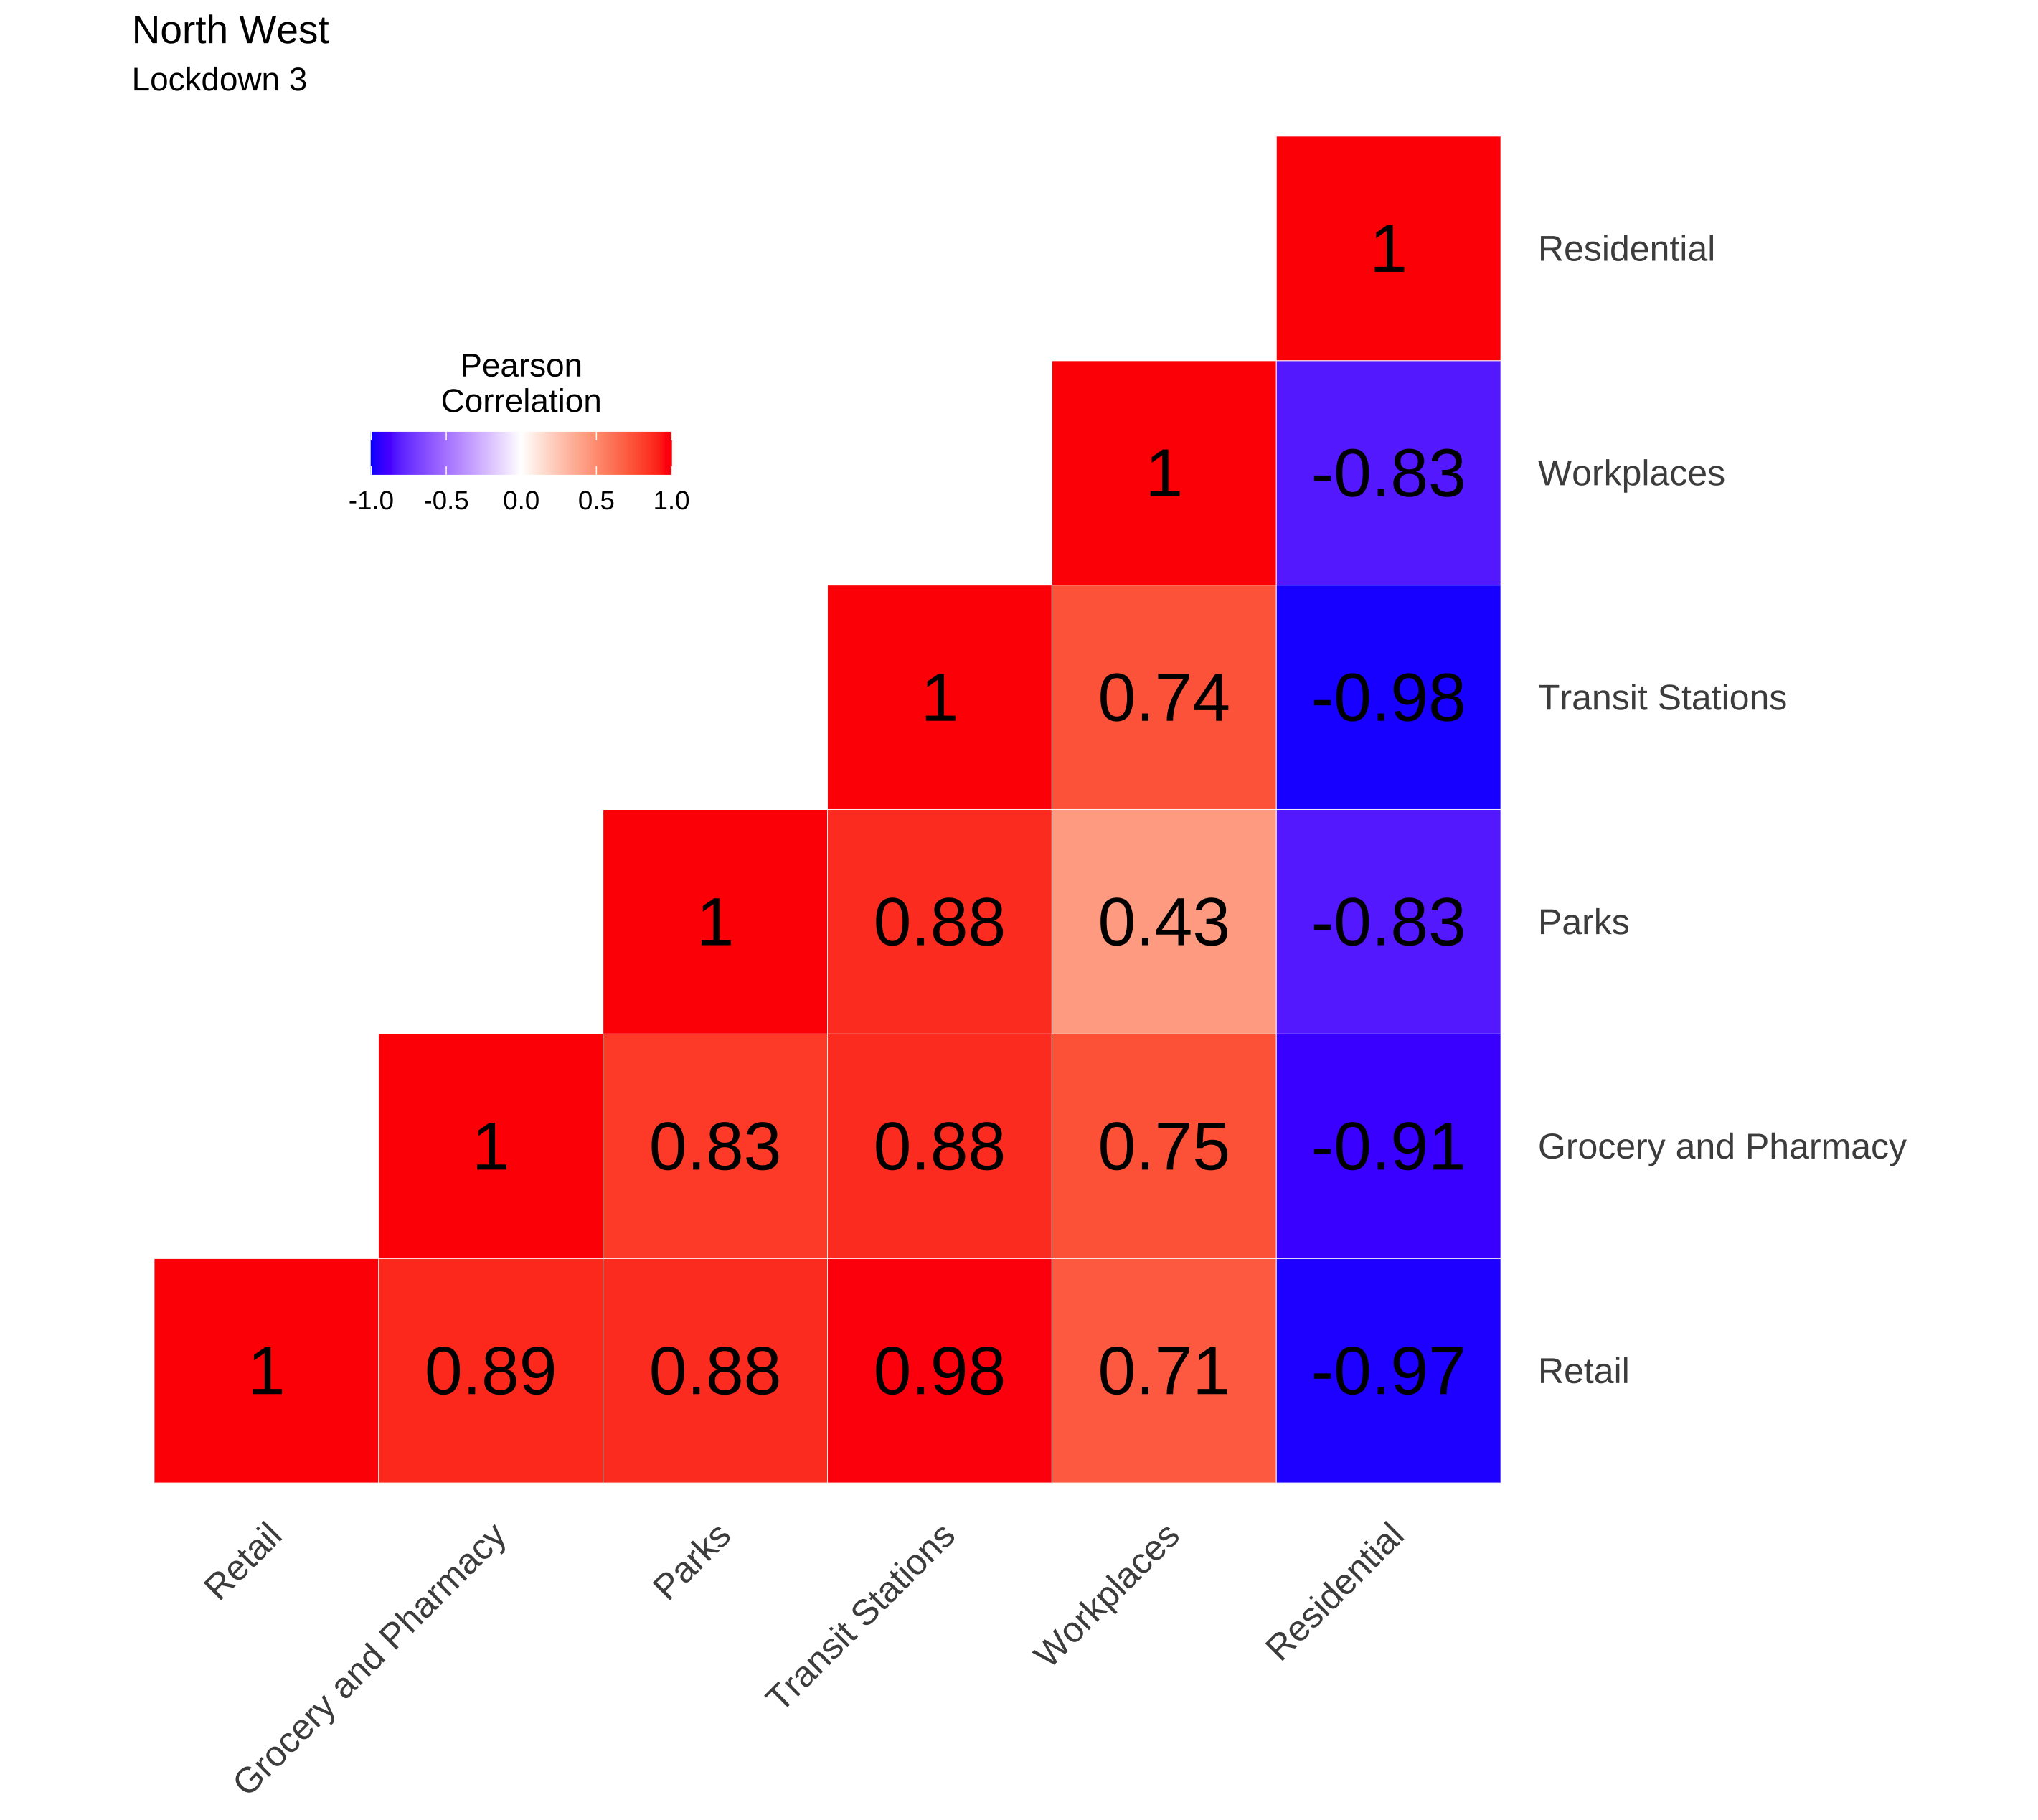 North West
Lockdown 3
1
Residential
Pearson
Correlation
-1.0 -0.5 0.0 0.5 1.0
1 -0.83
Workplaces
1 0.74 -0.98
Transit Stations
1 0.88 0.43 -0.83
Parks
1 0.83 0.88 0.75 -0.91
Grocery and Pharmacy
1 0.89 0.88 0.98 0.71 -0.97
Retail
Retail
Grocery and Pharmacy
Parks
Transit Stations
Workplaces
Residential